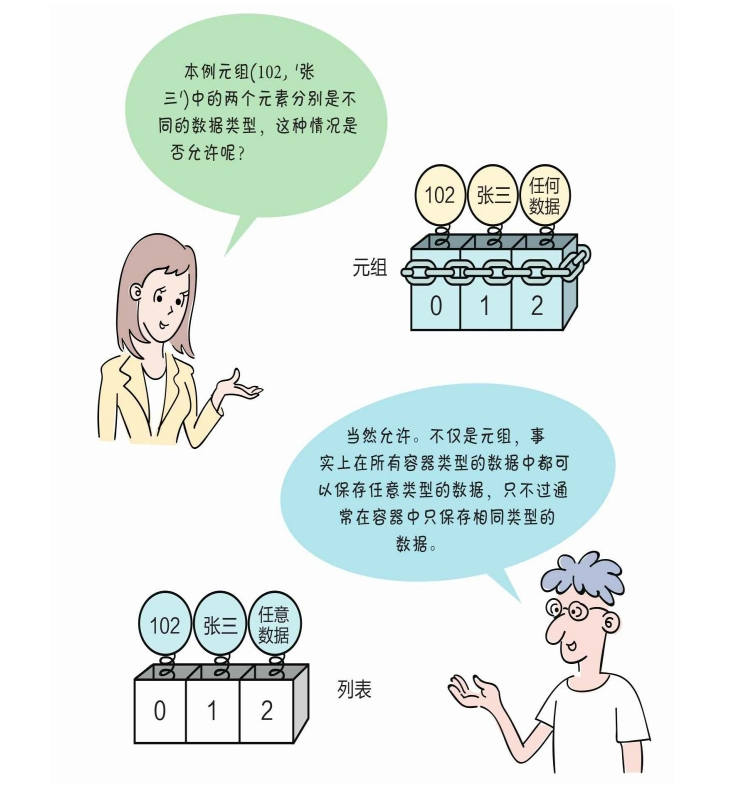 本例元组(102，'张
三')中的两个元素分别是不
同的数据类型，这种情况是
否允许呢？
102
张三
任何
数据
元组
0
1
2
当然允许。不仅是元组，事
实上在所有容器类型的数据中都可
以保存任意类型的数据，只不过通
常在容器中只保存相同类型的
数据。
102
张三
任意
数据
0
1
2
列表